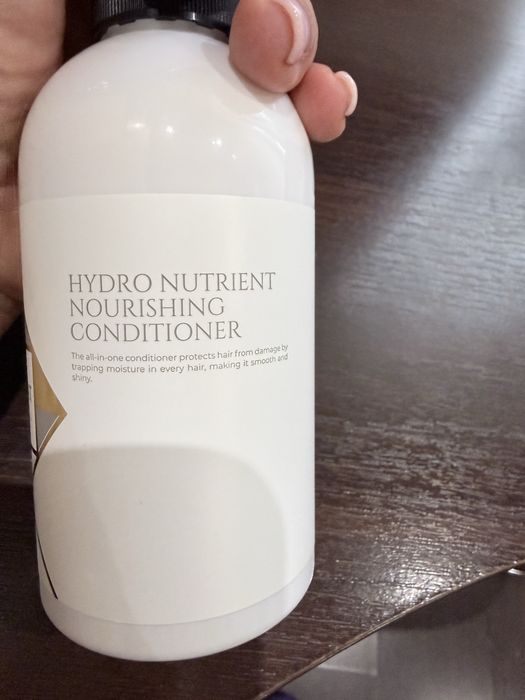 HYDRO NUTRIENT
NOURISHING
CONDITIONER
The all-in-one conditioner protects hair from damage by
trapping moisture in every hair, making it smooth and
shiny.